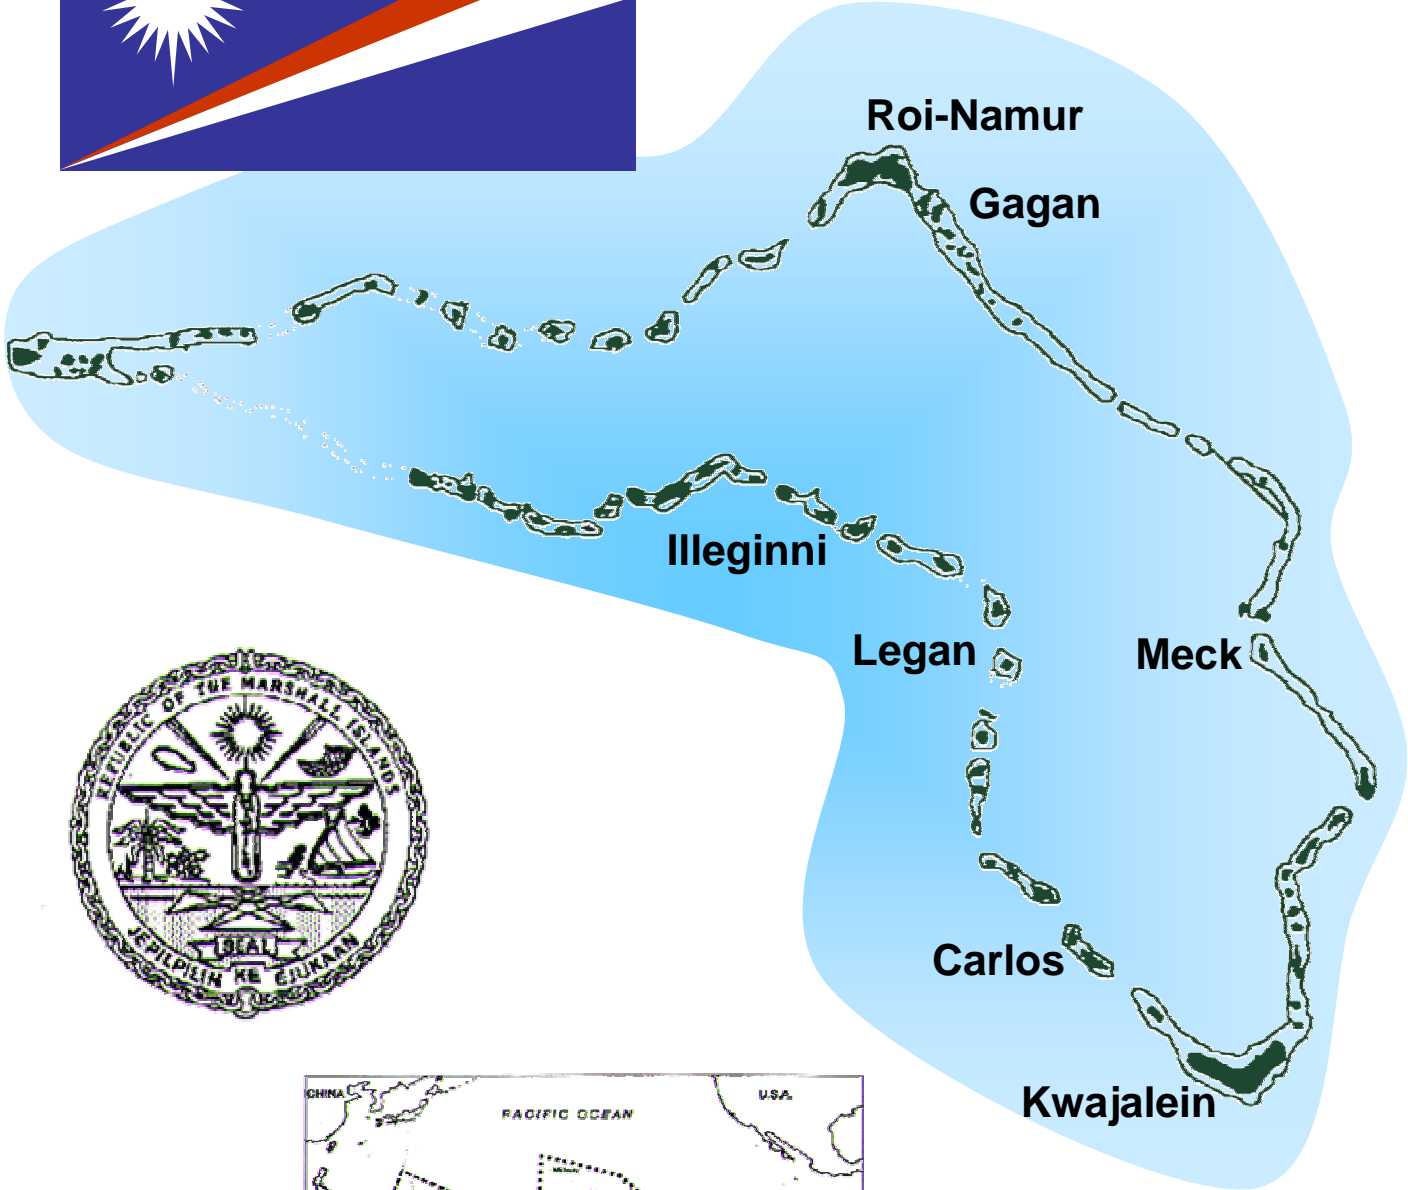 Roi-Namur
Gagan
Illeginni
Legan
Meck
REPUBLIC OF THE MARSHALL ISLANDS
SEAL
JEPILPILIN KE EJUKAAN
Carlos
Kwajalein
CHINA
PACIFIC OCEAN
U.S.A.